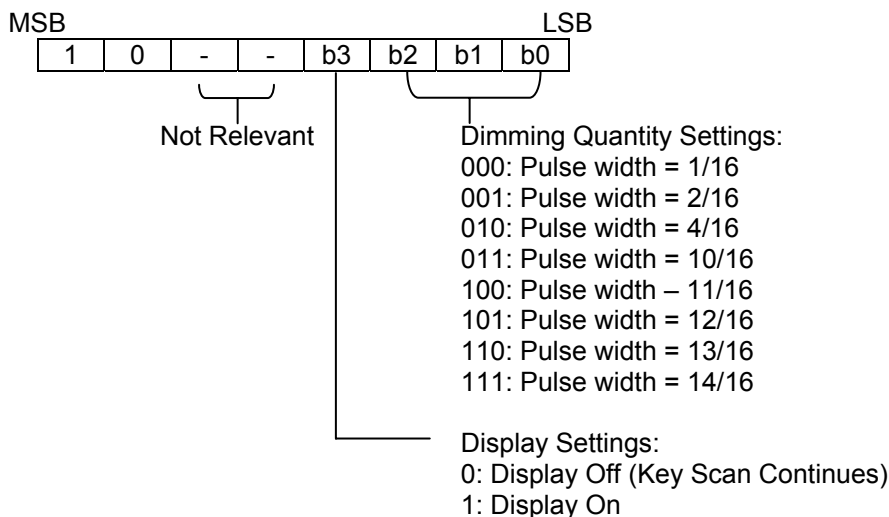 MSB LSB
1 0 - - b3 b2 b1 b0
Not Relevant
Dimming Quantity Settings:
000: Pulse width = 1/16
001: Pulse width = 2/16
010: Pulse width = 4/16
011: Pulse width = 10/16
100: Pulse width – 11/16
101: Pulse width = 12/16
110: Pulse width = 13/16
111: Pulse width = 14/16
Display Settings:
0: Display Off (Key Scan Continues)
1: Display On